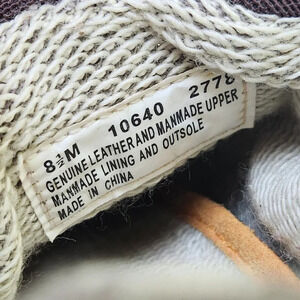 8½M 10640 2778
GENUINE LEATHER AND MANMADE UPPER
MANMADE LINING AND OUTSOLE
MADE IN CHINA